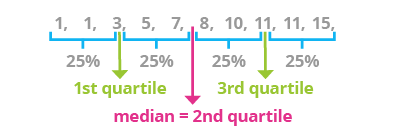 1, 1, 3, 5, 7, 8, 10, 11, 11, 15,
25% 25% 25% 25%
1st quartile 3rd quartile
median = 2nd quartile